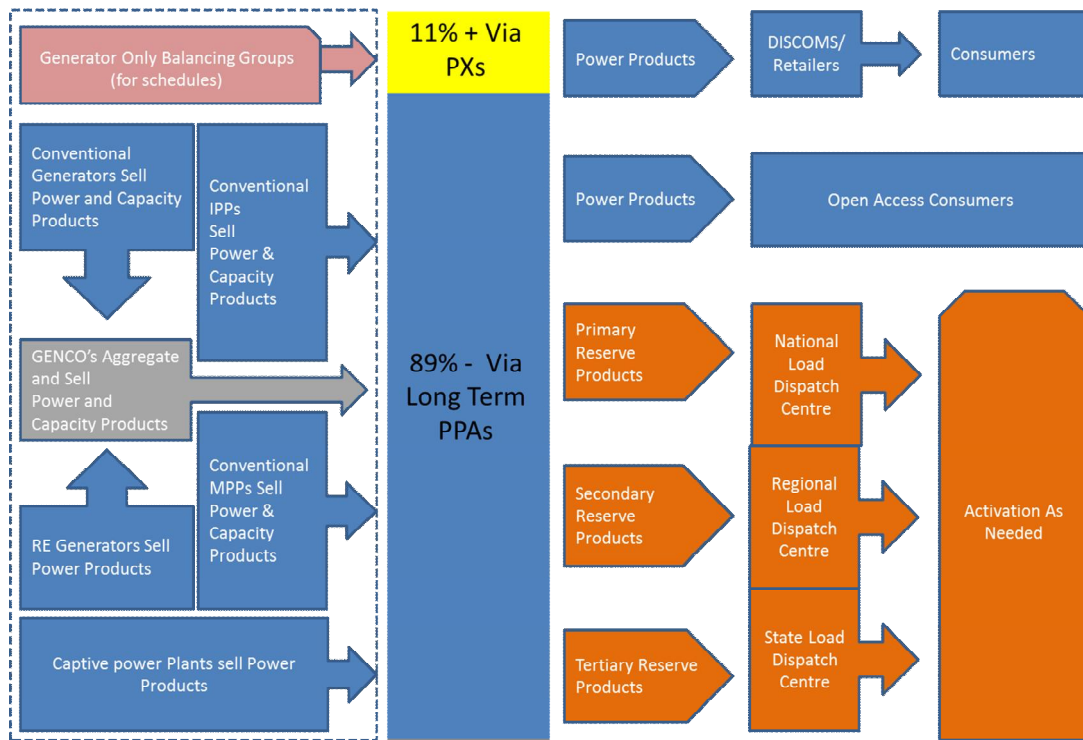 Generator Only Balancing Groups
(for schedules)
Conventional
Generators Sell
Power and Capacity
Products
Conventional
IPPs
Sell
Power &
Capacity
Products
GENCO's Aggregate
and Sell
Power and
Capacity Products
Conventional
MPPs Sell
Power &
Capacity
Products
RE Generators Sell
Power Products
Captive power Plants sell Power
Products
11% + Via
PXs
89% - Via
Long Term
PPAs
Power Products
DISCOMS/
Retailers
Consumers
Power Products
Open Access Consumers
Primary
Reserve
Products
National
Load
Dispatch
Centre
Secondary
Reserve
Products
Regional
Load
Dispatch
Centre
Tertiary Reserve
Products
State Load
Dispatch
Centre
Activation As
Needed